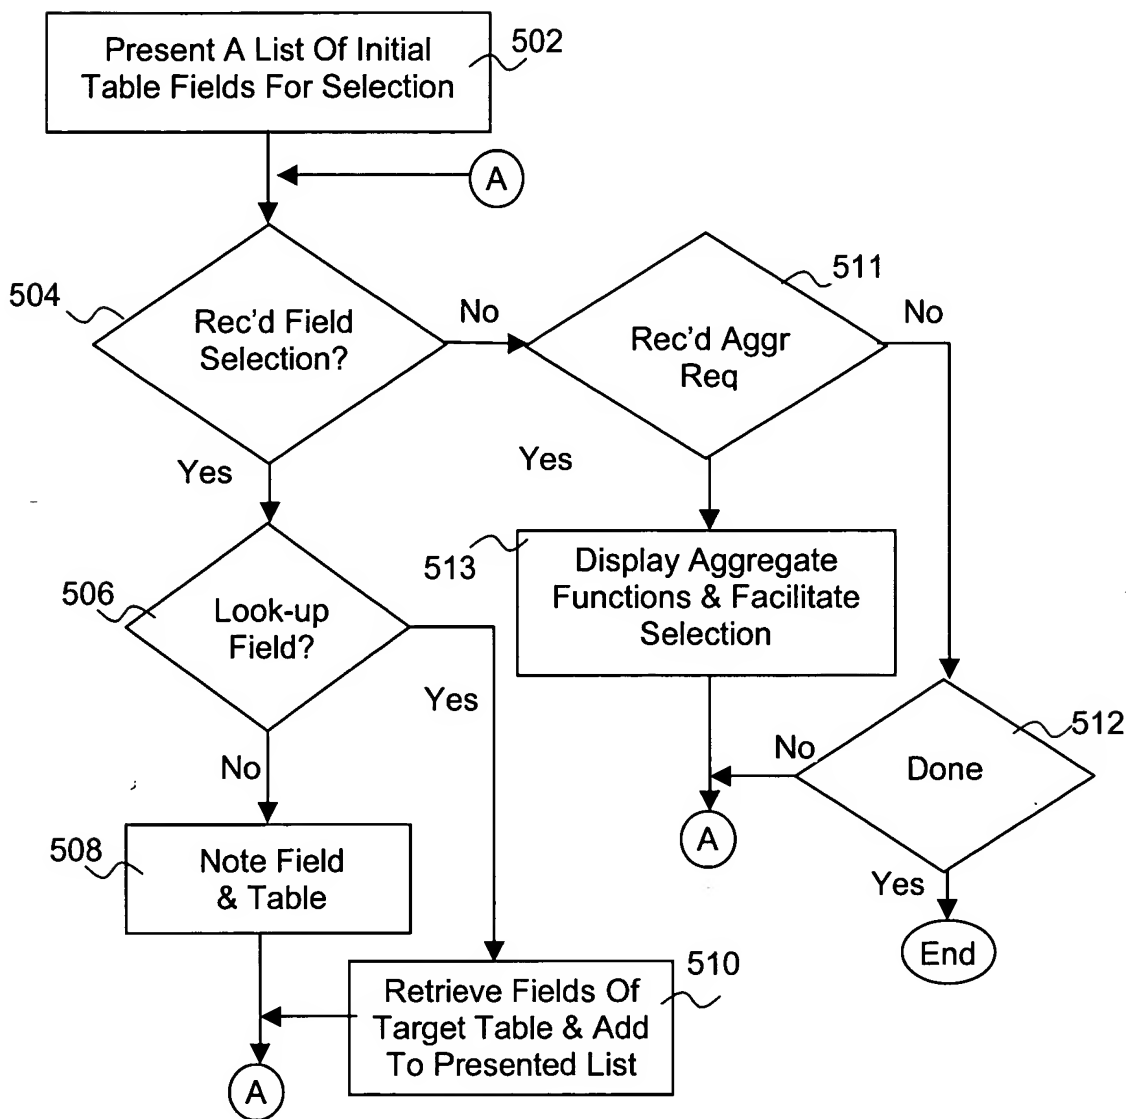 Present A List Of Initial
Table Fields For Selection
502
A
504
Rec'd Field
Selection?
No
Rec'd Aggr
Req
511
No
Yes
Yes
506
Look-up
Field?
513
Display Aggregate
Functions & Facilitate
Selection
Yes
No
No
Done
512
508
Note Field
& Table
A
Yes
End
510
Retrieve Fields Of
Target Table & Add
To Presented List
A